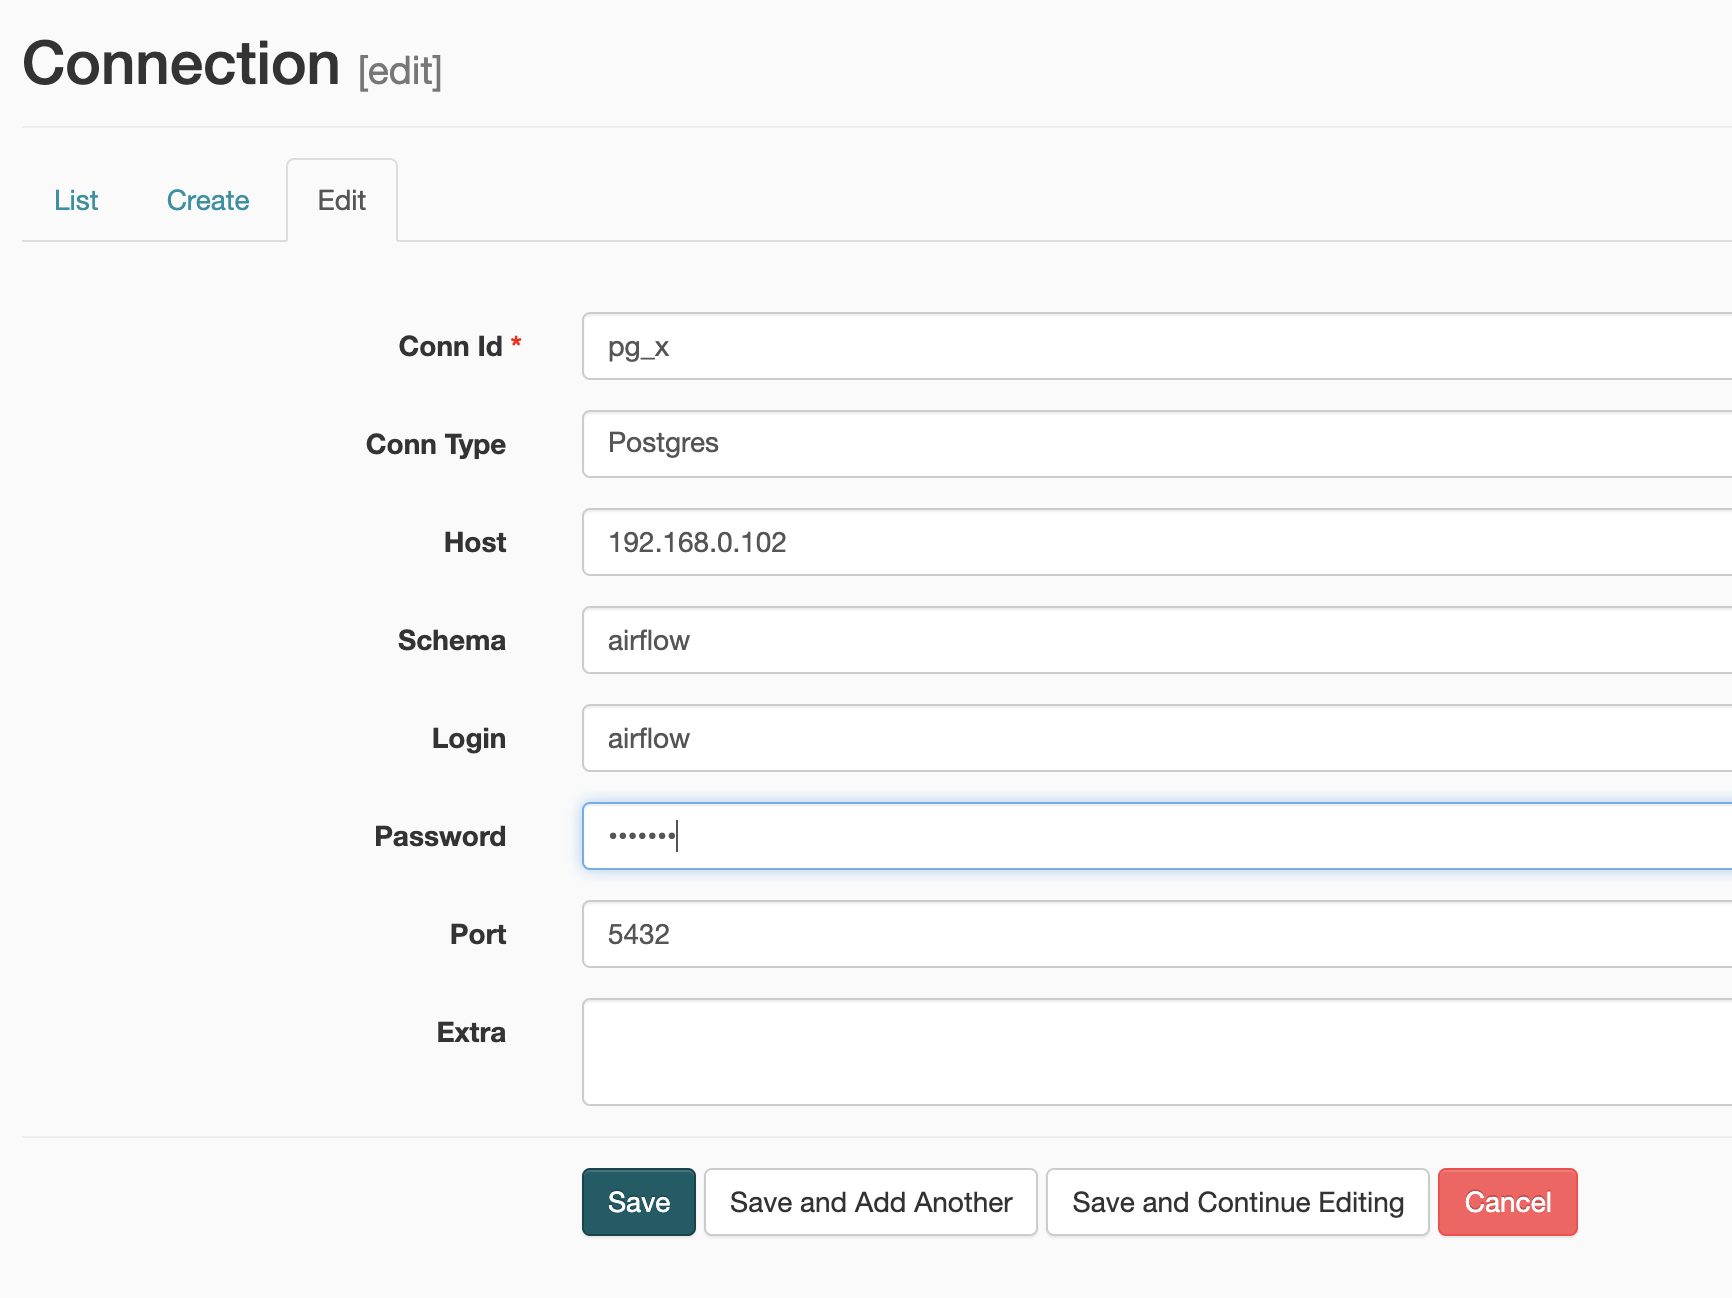 Connection [edit]
List Create Edit
Conn Id * pg_x
Conn Type Postgres
Host 192.168.0.102
Schema airflow
Login airflow
Password •••••••
Port 5432
Extra
Save Save and Add Another Save and Continue Editing Cancel